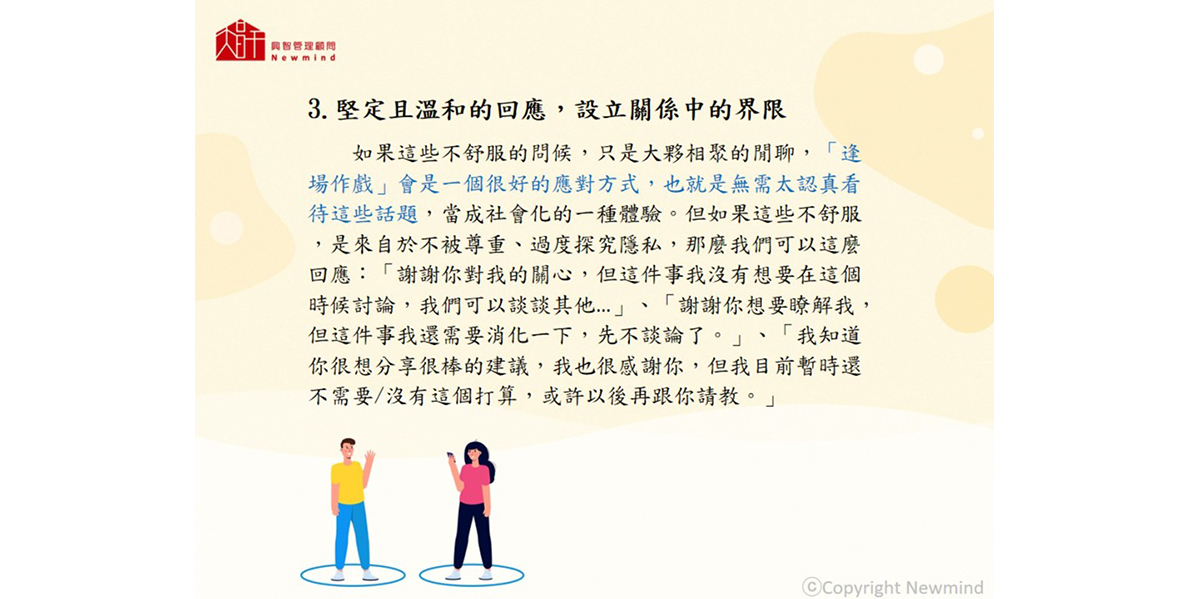 興智管理顧問
Newmind
3. 堅定且溫和的回應，設立關係中的界限
如果這些不舒服的問候，只是大夥相聚的閒聊，「逢
場作戲」會是一個很好的應對方式，也就是無需太認真看
待這些話題，當成社會化的一種體驗。但如果這些不舒服
，是來自於不被尊重、過度探究隱私，那麼我們可以這麼
回應：「謝謝你對我的關心，但這件事我沒有想要在這個
時候討論，我們可以談談其他…」、「謝謝你想要瞭解我，
但這件事我還需要消化一下，先不談論了。」、「我知道
你很想分享很棒的建議，我也很感謝你，但我目前暫時還
不需要/沒有這個打算，或許以後再跟你請教。」
ⓒCopyright Newmind